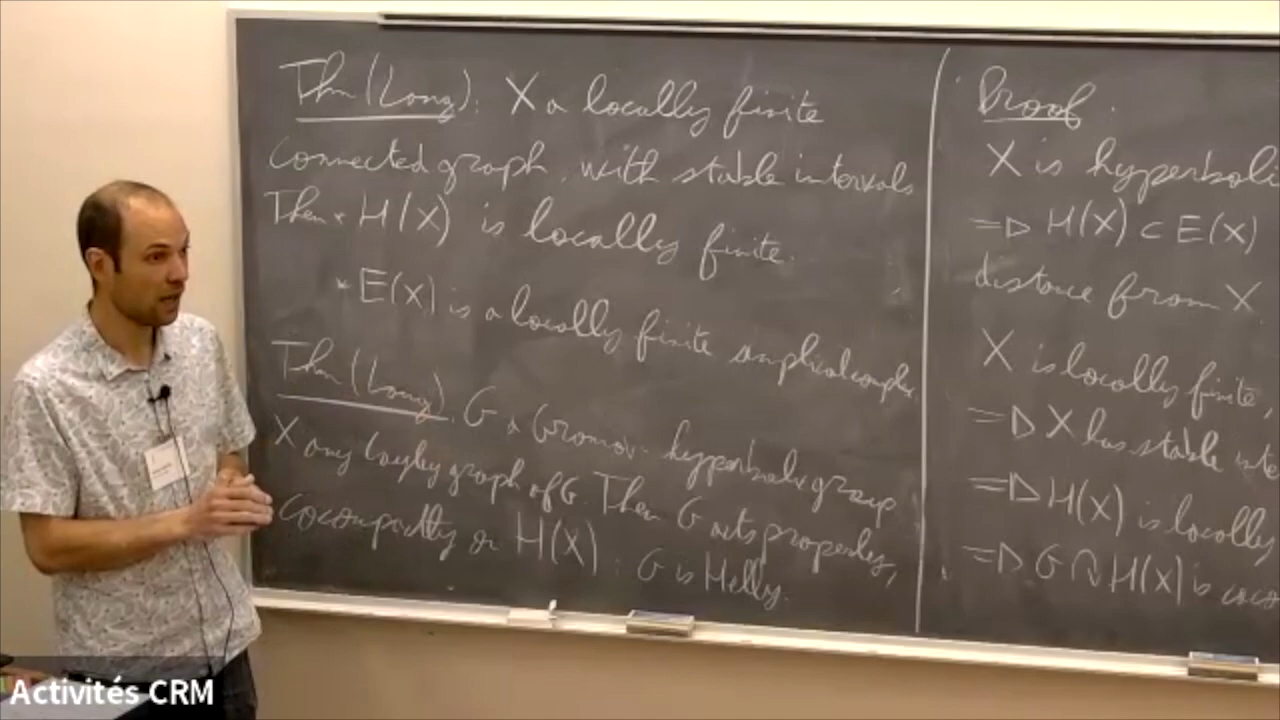 Thm (Lang): X a locally finite
connected graph, with stable intervals
Then * H(X) is locally finite.
* E(X) is a locally finite simplicial complex.
Thm (Lang). G a Gromov-hyperbolic group
X any Cayley graph of G. Then G acts properly,
cocompactly on H(X) : G is Helly.
Proof.
X is hyperboli
=> H(X) ⊂ E(X)
distance from X.
X is locally finite,
=> X has stable inte
=> H(X) is locally
=> G ↷ H(X) is coco
Activités CRM